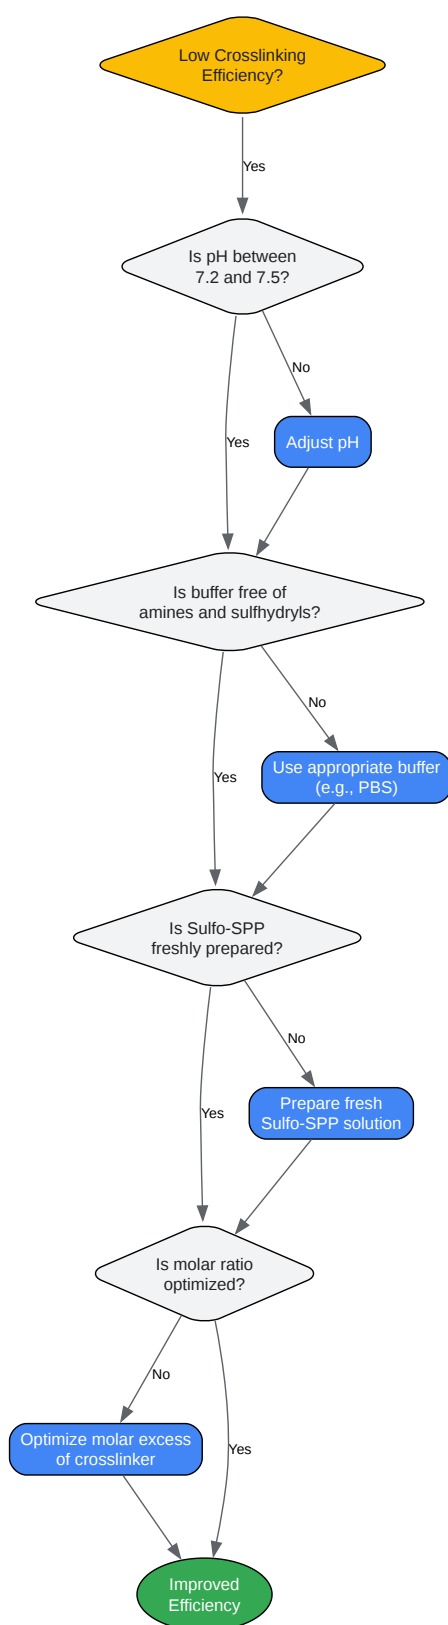 Low Crosslinking
Efficiency?
Yes
Is pH between
7.2 and 7.5?
No
Adjust pH
Yes
Is buffer free of
amines and sulfhydryls?
No
Use appropriate buffer
(e.g., PBS)
Yes
Is Sulfo-SPP
freshly prepared?
No
Prepare fresh
Sulfo-SPP solution
Yes
Is molar ratio
optimized?
No
Optimize molar excess
of crosslinker
Yes
Improved
Efficiency